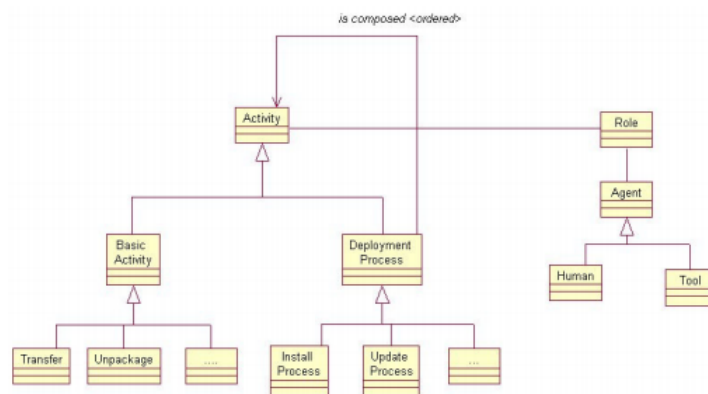 is composed <ordered>
Activity
Role
Agent
Basic
Activity
Deployment
Process
Human
Tool
Transfer
Unpackage
....
Install
Process
Update
Process
...